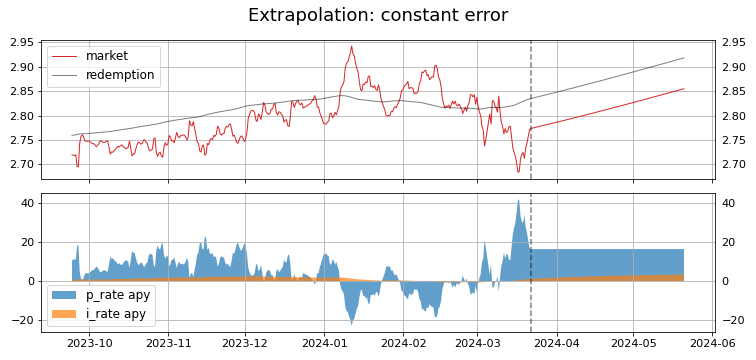 Extrapolation: constant error
2.95 2.95
market
redemption
2.90 2.90
2.85 2.85
2.80 2.80
2.75 2.75
2.70 2.70
40 40
20 20
0 0
p_rate apy
i_rate apy
−20 −20
2023-10 2023-11 2023-12 2024-01 2024-02 2024-03 2024-04 2024-05 2024-06